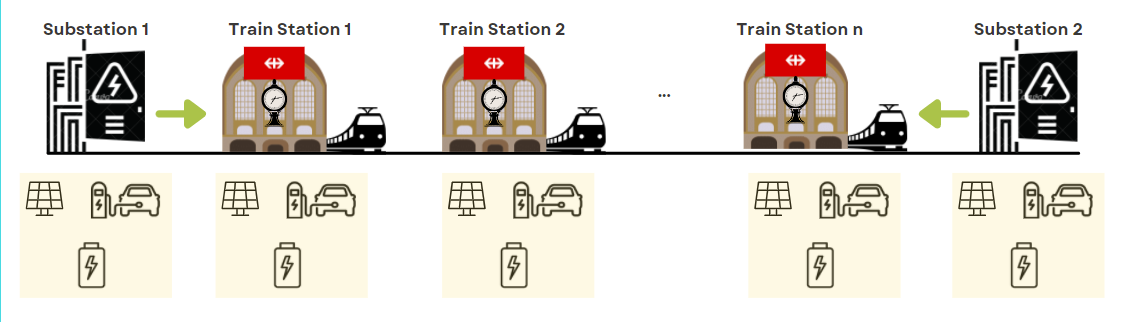 Substation 1
Train Station 1
Train Station 2
...
Train Station n
Substation 2